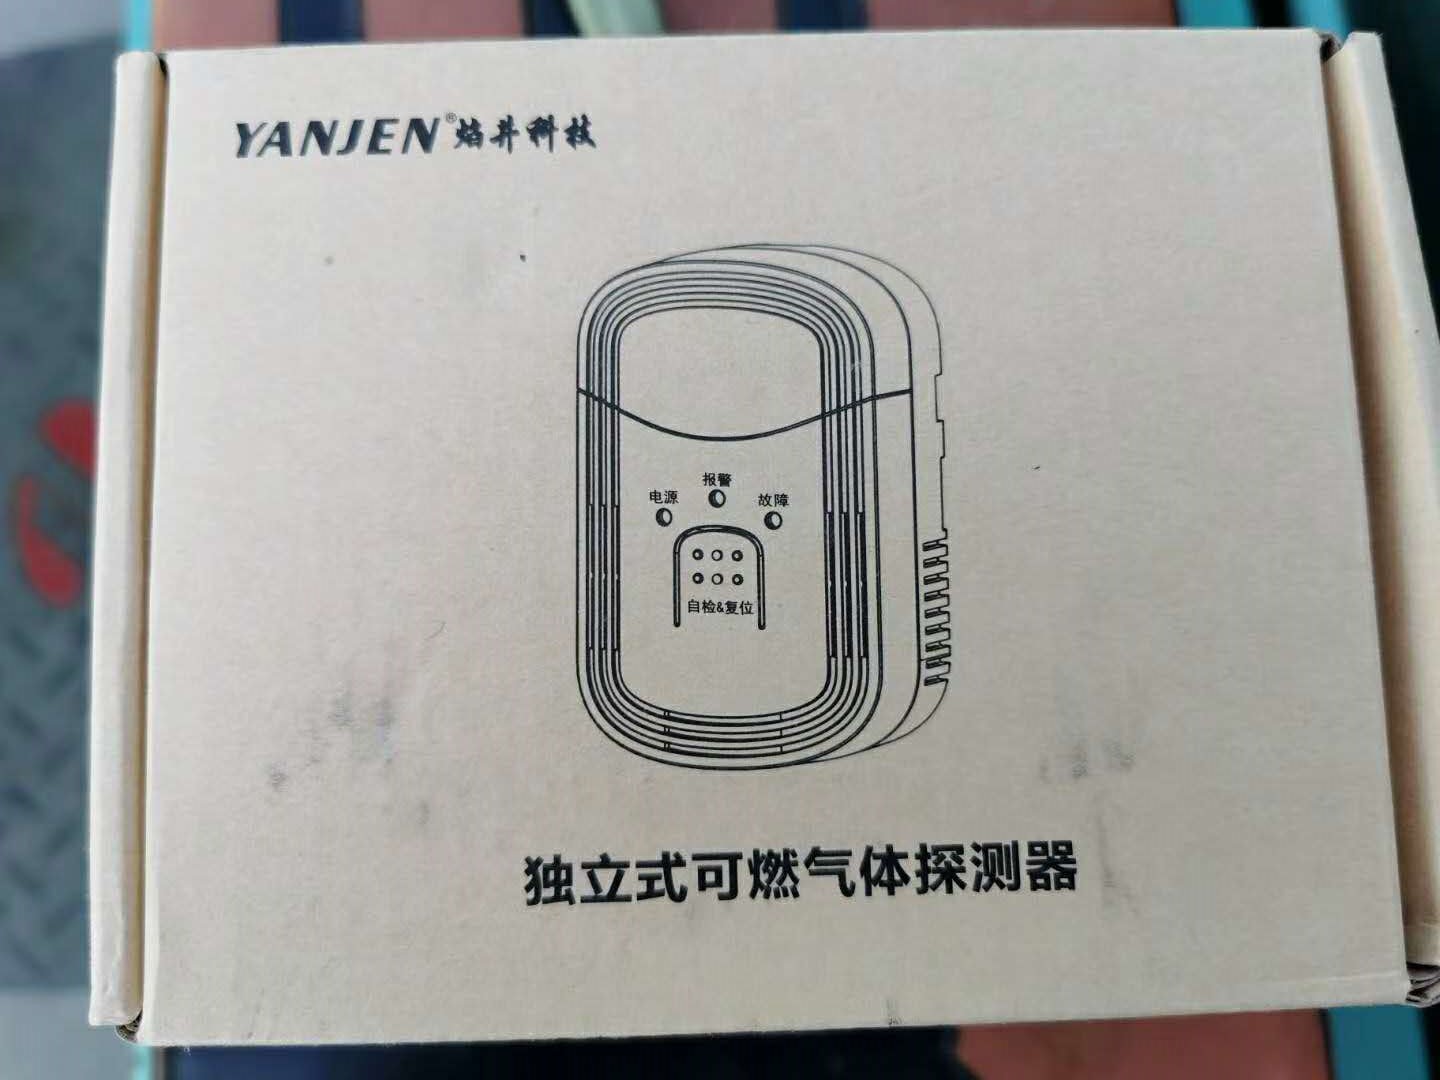 YANJEN®焰井科技
报警
电源
故障
自检&复位
独立式可燃气体探测器